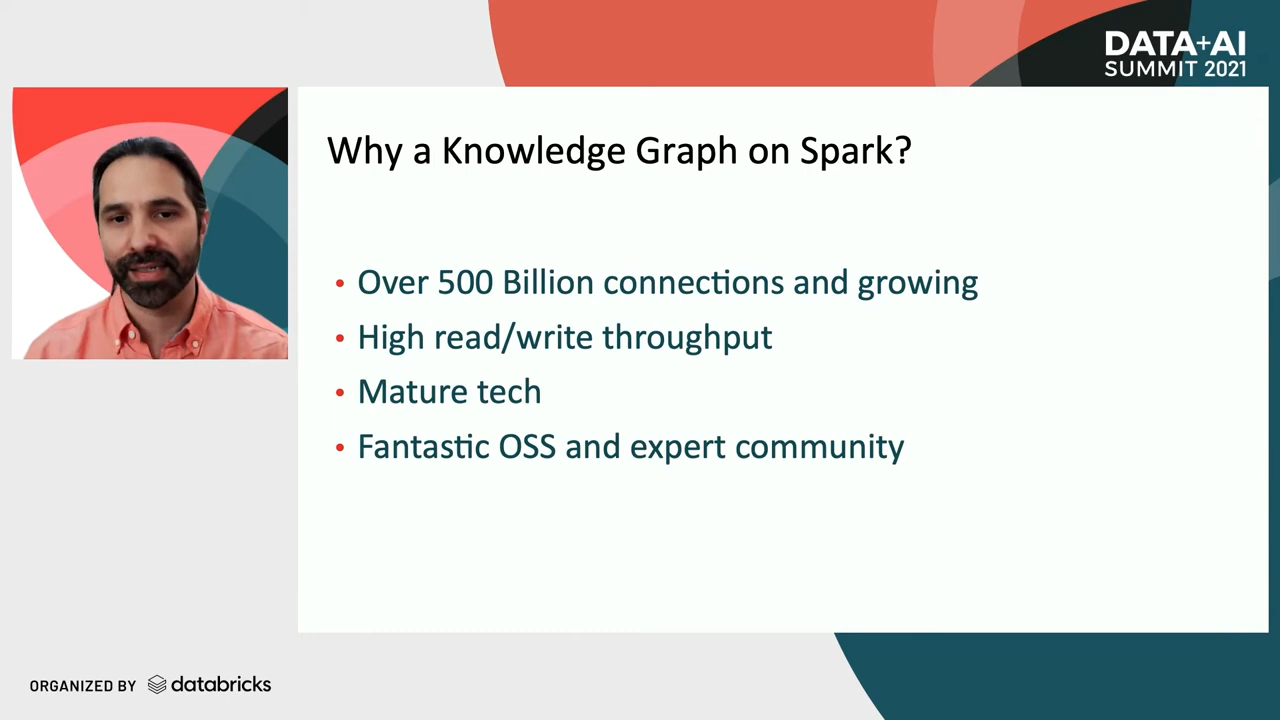 DATA+AI
SUMMIT 2021
Why a Knowledge Graph on Spark?
• Over 500 Billion connections and growing
• High read/write throughput
• Mature tech
• Fantastic OSS and expert community
ORGANIZED BY databricks